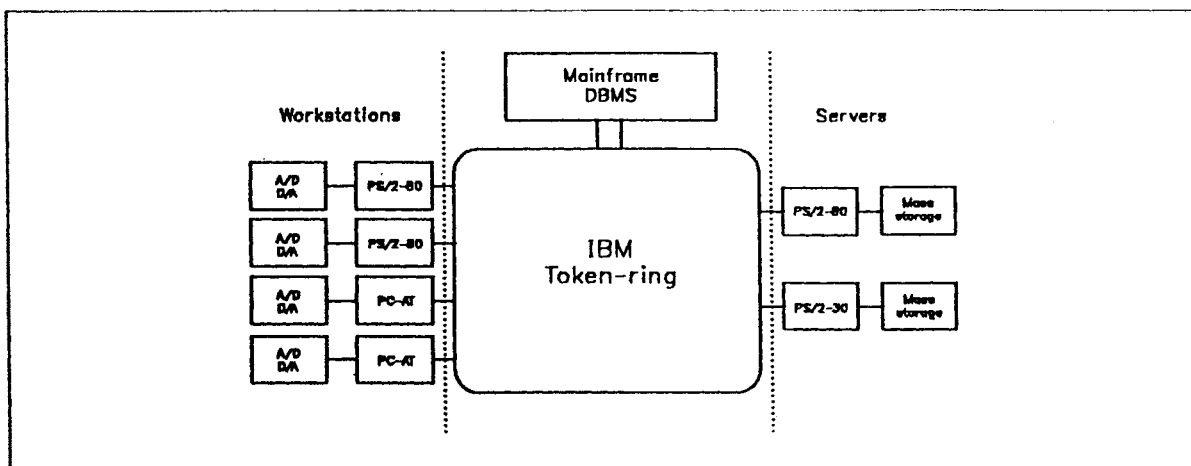 Mainframe
DBMS
Workstations
Servers
A/D
D/A
PS/2-80
A/D
D/A
PS/2-80
A/D
D/A
PC-AT
A/D
D/A
PC-AT
IBM
Token-ring
PS/2-80
Mass
storage
PS/2-30
Mass
storage